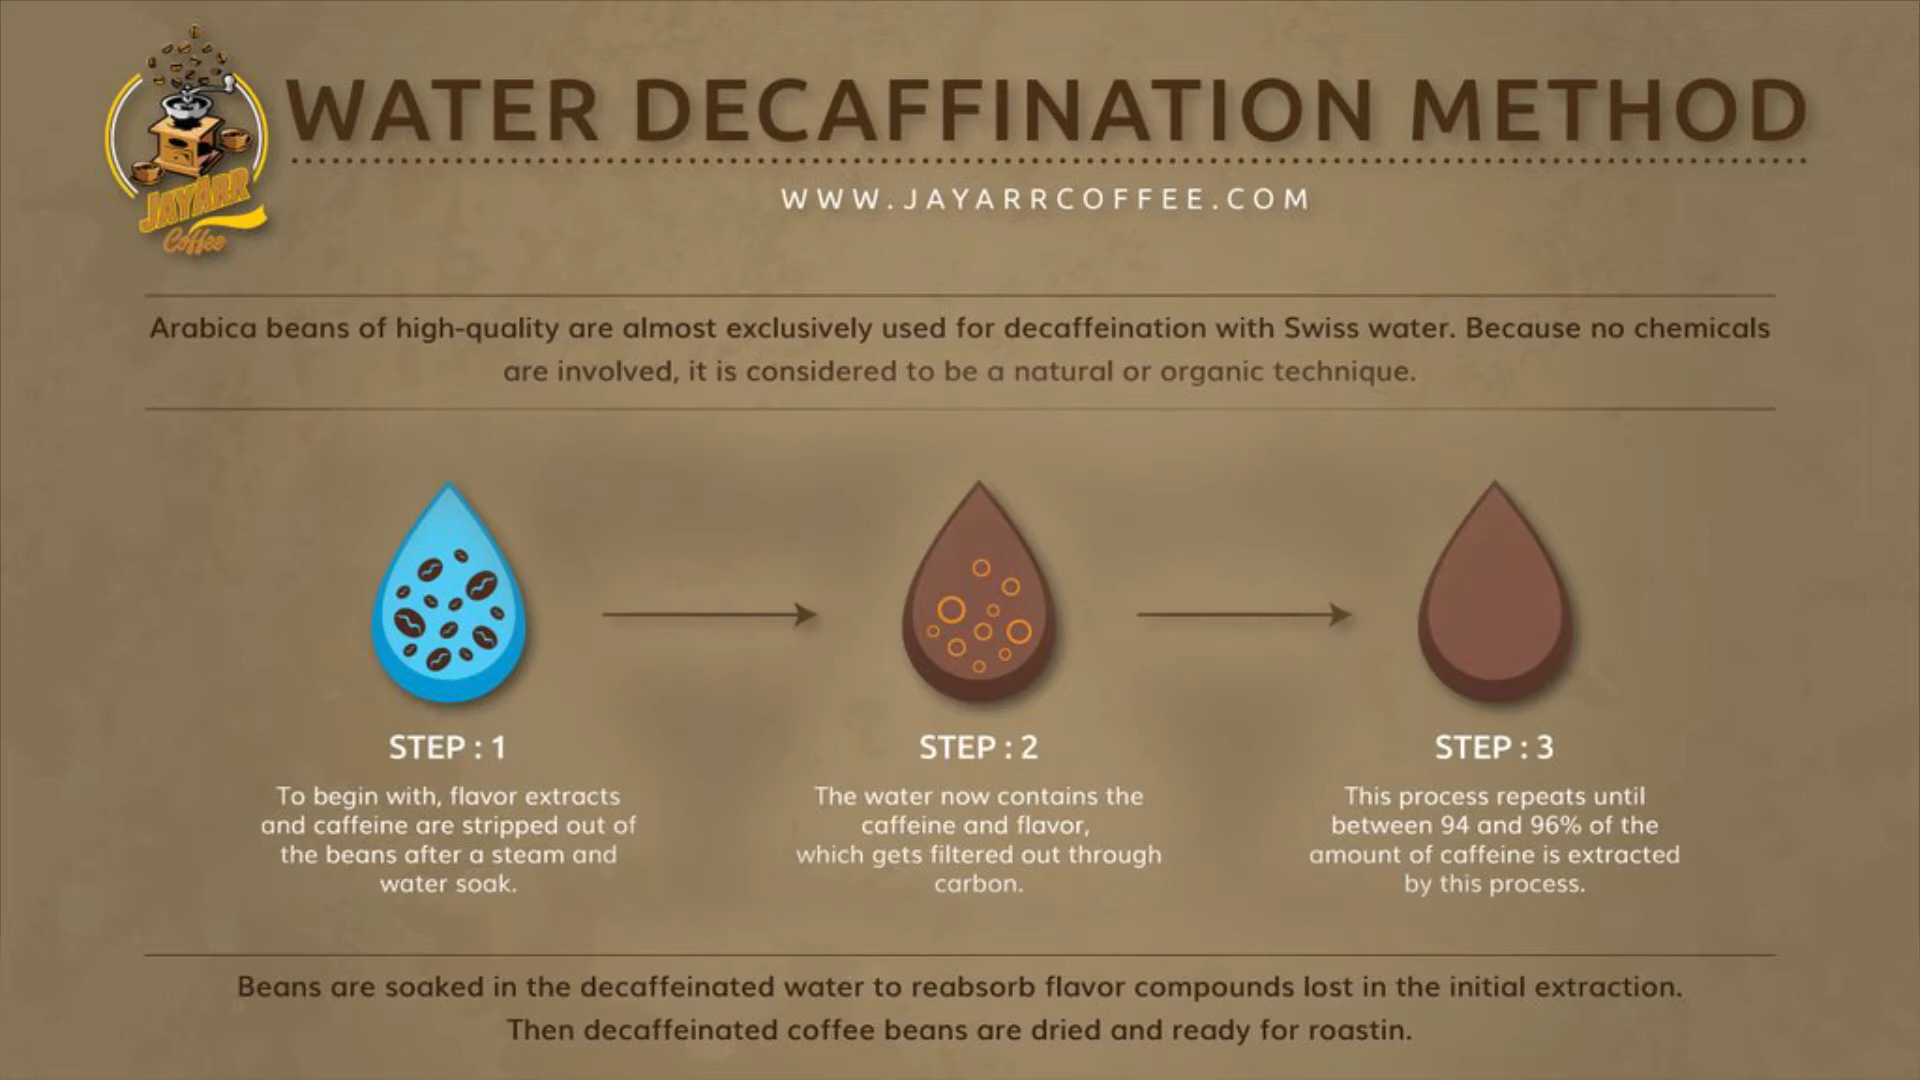 JAYARR
Coffee
WATER DECAFFINATION METHOD
WWW.JAYARRCOFFEE.COM
Arabica beans of high-quality are almost exclusively used for decaffeination with Swiss water. Because no chemicals
are involved, it is considered to be a natural or organic technique.
STEP : 1
To begin with, flavor extracts
and caffeine are stripped out of
the beans after a steam and
water soak.
STEP : 2
The water now contains the
caffeine and flavor,
which gets filtered out through
carbon.
STEP : 3
This process repeats until
between 94 and 96% of the
amount of caffeine is extracted
by this process.
Beans are soaked in the decaffeinated water to reabsorb flavor compounds lost in the initial extraction.
Then decaffeinated coffee beans are dried and ready for roastin.